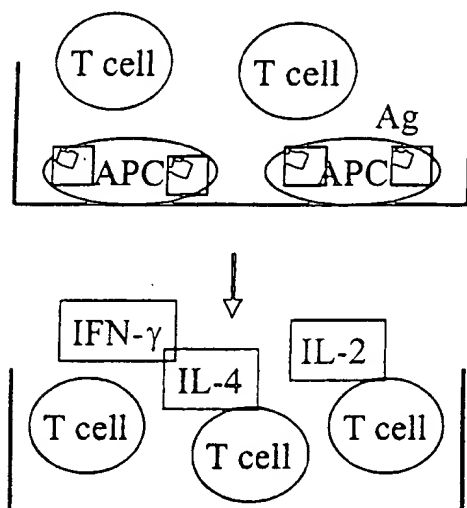 T cell
T cell
Ag
APC
APC
IFN-γ
IL-4
IL-2
T cell
T cell
T cell